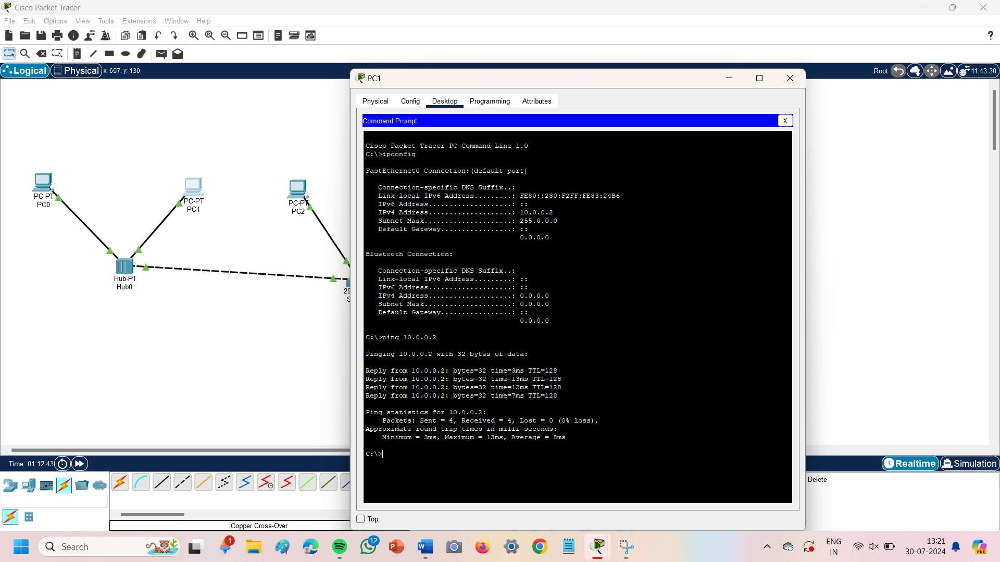 Cisco Packet Tracer
File Edit Options View Tools Extensions Window Help
?
Logical Physical x: 657, y: 130 Root 11:43:30
PC1
Physical Config Desktop Programming Attributes
Command Prompt X
Cisco Packet Tracer PC Command Line 1.0
C:\>ipconfig
FastEthernet0 Connection:(default port)
Connection-specific DNS Suffix..:
Link-local IPv6 Address.........: FE80::230:F2FF:FE83:24B6
IPv6 Address....................: ::
IPv4 Address....................: 10.0.0.2
Subnet Mask.....................: 255.0.0.0
Default Gateway.................: ::
0.0.0.0
Bluetooth Connection:
Connection-specific DNS Suffix..:
Link-local IPv6 Address.........: ::
IPv6 Address....................: ::
IPv4 Address....................: 0.0.0.0
Subnet Mask.....................: 0.0.0.0
Default Gateway.................: ::
0.0.0.0
C:\>ping 10.0.0.2
Pinging 10.0.0.2 with 32 bytes of data:
Reply from 10.0.0.2: bytes=32 time=3ms TTL=128
Reply from 10.0.0.2: bytes=32 time=13ms TTL=128
Reply from 10.0.0.2: bytes=32 time=12ms TTL=128
Reply from 10.0.0.2: bytes=32 time=7ms TTL=128
Ping statistics for 10.0.0.2:
Packets: Sent = 4, Received = 4, Lost = 0 (0% loss),
Approximate round trip times in milli-seconds:
Minimum = 3ms, Maximum = 13ms, Average = 8ms
C:\>
Top
PC-PT
PC0
PC-PT
PC1
PC-PT
PC2
Hub-PT
Hub0
29
S
Time: 01:12:43 Realtime Simulation
Delete
Copper Cross-Over
Search
1
12
W
P
ENG
IN
13:21
30-07-2024
PRE